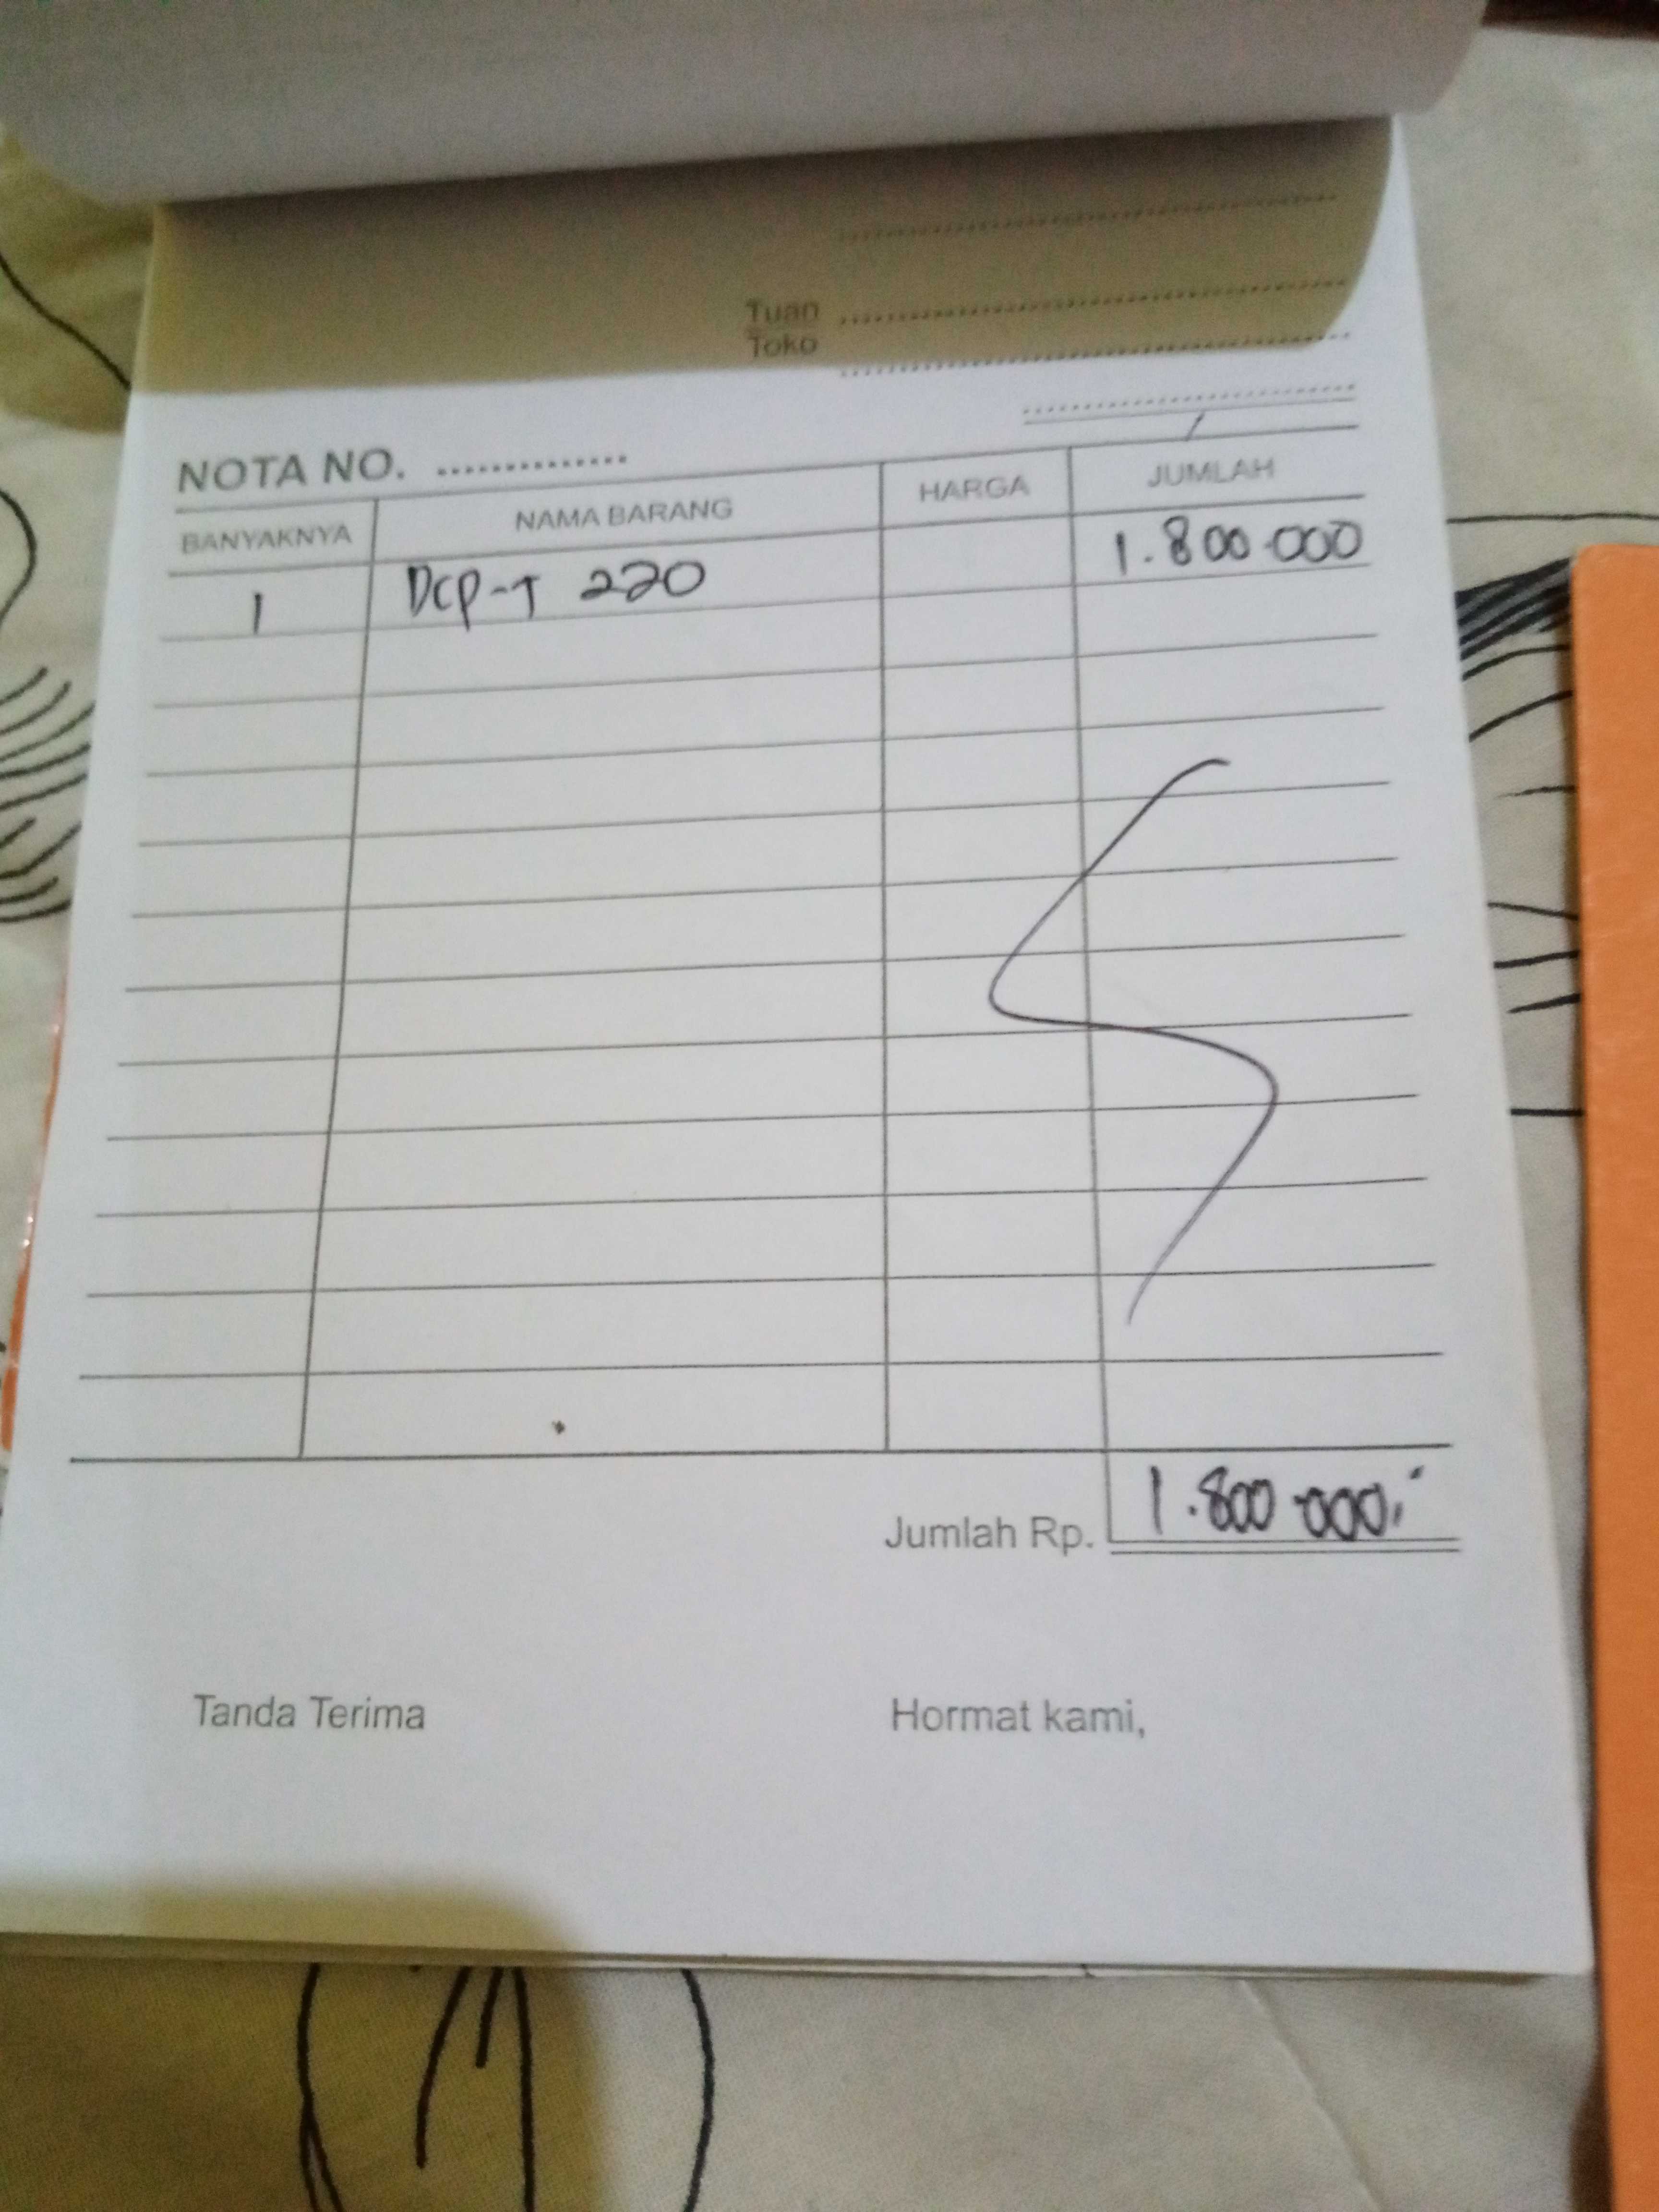 Tuan
Toko
NOTA NO. ..............
BANYAKNYA NAMA BARANG HARGA JUMLAH
1 DCP-T 220 1.800.000
Jumlah Rp. 1.800.000,-
Tanda Terima Hormat kami,